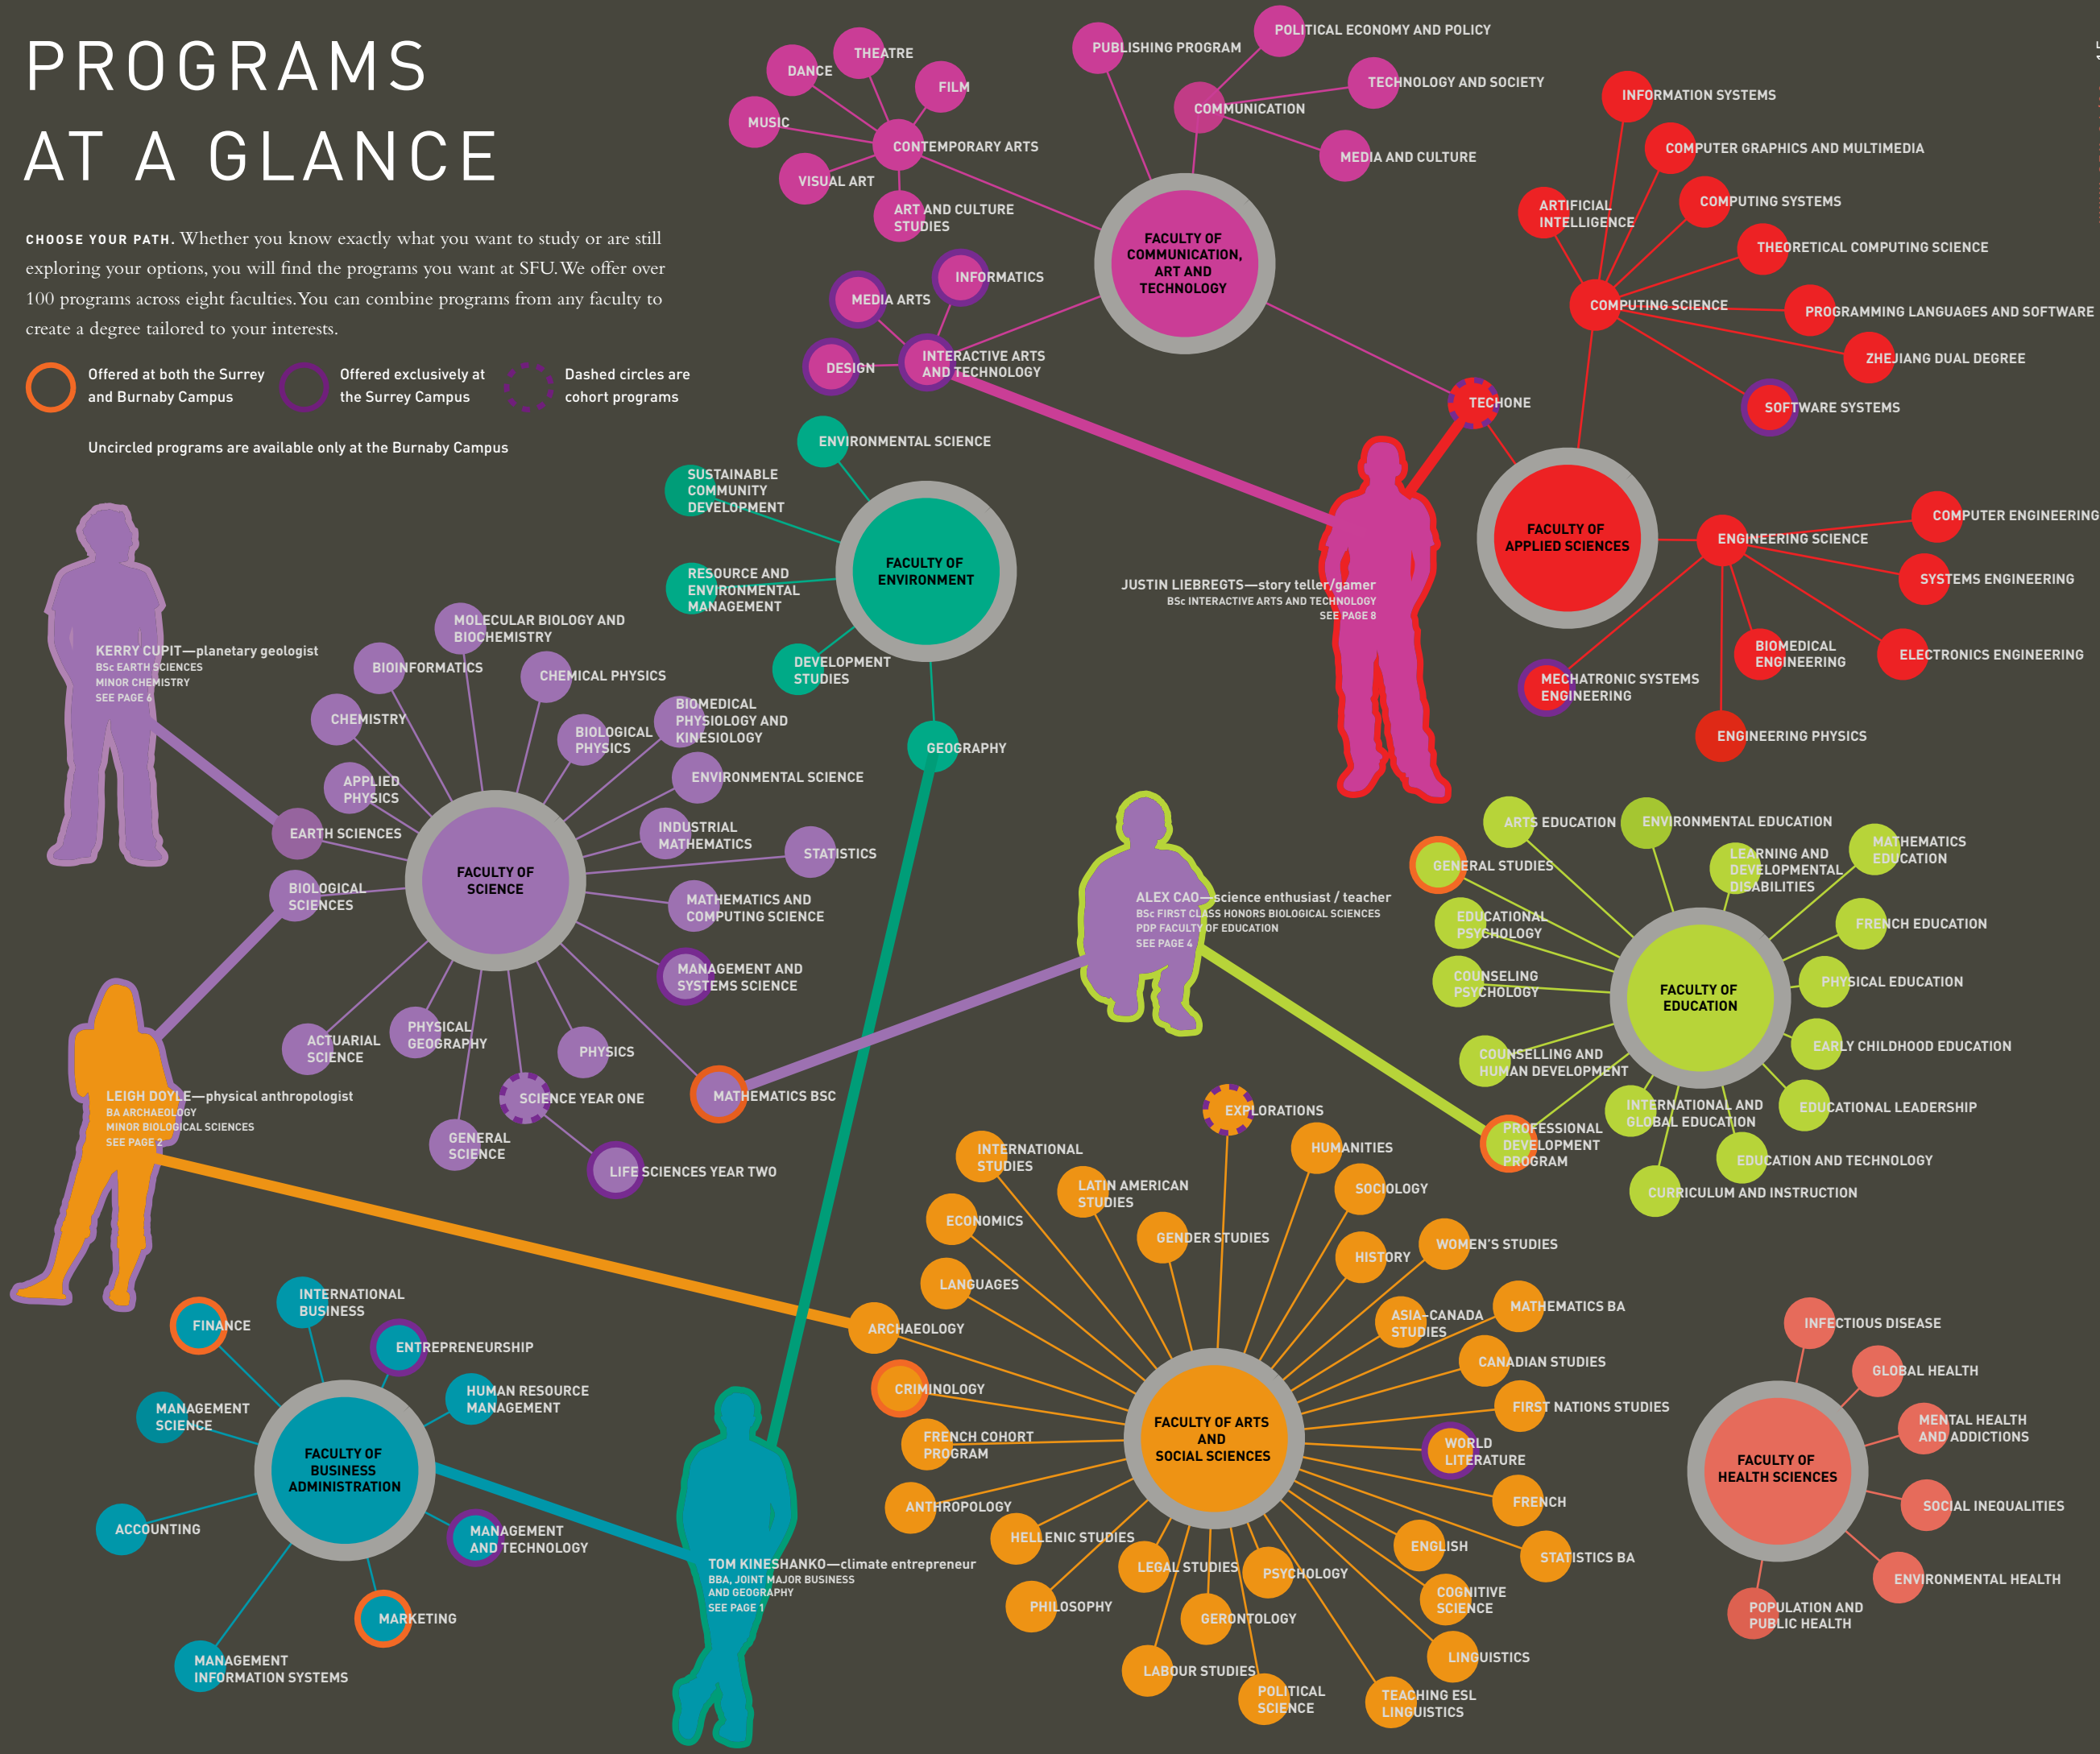 PROGRAMS
AT A GLANCE
CHOOSE YOUR PATH. Whether you know exactly what you want to study or are still
exploring your options, you will find the programs you want at SFU. We offer over
100 programs across eight faculties. You can combine programs from any faculty to
create a degree tailored to your interests.
Offered at both the Surrey
and Burnaby Campus
Offered exclusively at
the Surrey Campus
Dashed circles are
cohort programs
Uncircled programs are available only at the Burnaby Campus
THEATRE
DANCE
FILM
MUSIC
CONTEMPORARY ARTS
VISUAL ART
ART AND CULTURE
STUDIES
INFORMATICS
MEDIA ARTS
DESIGN
INTERACTIVE ARTS
AND TECHNOLOGY
PUBLISHING PROGRAM
POLITICAL ECONOMY AND POLICY
TECHNOLOGY AND SOCIETY
COMMUNICATION
MEDIA AND CULTURE
FACULTY OF
COMMUNICATION,
ART AND
TECHNOLOGY
TECHONE
INFORMATION SYSTEMS
COMPUTER GRAPHICS AND MULTIMEDIA
COMPUTING SYSTEMS
ARTIFICIAL
INTELLIGENCE
THEORETICAL COMPUTING SCIENCE
COMPUTING SCIENCE
PROGRAMMING LANGUAGES AND SOFTWARE
ZHEJIANG DUAL DEGREE
SOFTWARE SYSTEMS
FACULTY OF
APPLIED SCIENCES
COMPUTER ENGINEERING
ENGINEERING SCIENCE
SYSTEMS ENGINEERING
BIOMEDICAL
ENGINEERING
ELECTRONICS ENGINEERING
MECHATRONIC SYSTEMS
ENGINEERING
ENGINEERING PHYSICS
ENVIRONMENTAL SCIENCE
SUSTAINABLE
COMMUNITY
DEVELOPMENT
FACULTY OF
ENVIRONMENT
RESOURCE AND
ENVIRONMENTAL
MANAGEMENT
DEVELOPMENT
STUDIES
GEOGRAPHY
JUSTIN LIEBREGTS—story teller/gamer
BSc INTERACTIVE ARTS AND TECHNOLOGY
SEE PAGE 8
KERRY CUPIT—planetary geologist
BSc EARTH SCIENCES
MINOR CHEMISTRY
SEE PAGE 6
MOLECULAR BIOLOGY AND
BIOCHEMISTRY
BIOINFORMATICS
CHEMICAL PHYSICS
CHEMISTRY
BIOLOGICAL
PHYSICS
BIOMEDICAL
PHYSIOLOGY AND
KINESIOLOGY
APPLIED
PHYSICS
ENVIRONMENTAL SCIENCE
EARTH SCIENCES
INDUSTRIAL
MATHEMATICS
STATISTICS
FACULTY OF
SCIENCE
BIOLOGICAL
SCIENCES
MATHEMATICS AND
COMPUTING SCIENCE
MANAGEMENT AND
SYSTEMS SCIENCE
ACTUARIAL
SCIENCE
PHYSICAL
GEOGRAPHY
PHYSICS
SCIENCE YEAR ONE
MATHEMATICS BSC
GENERAL
SCIENCE
LIFE SCIENCES YEAR TWO
ALEX CAO—science enthusiast / teacher
BSc FIRST CLASS HONORS BIOLOGICAL SCIENCES
PDP FACULTY OF EDUCATION
SEE PAGE 4
ARTS EDUCATION
ENVIRONMENTAL EDUCATION
GENERAL STUDIES
LEARNING AND
DEVELOPMENTAL
DISABILITIES
MATHEMATICS
EDUCATION
EDUCATIONAL
PSYCHOLOGY
FRENCH EDUCATION
COUNSELING
PSYCHOLOGY
FACULTY OF
EDUCATION
PHYSICAL EDUCATION
COUNSELLING AND
HUMAN DEVELOPMENT
EARLY CHILDHOOD EDUCATION
INTERNATIONAL AND
GLOBAL EDUCATION
EDUCATIONAL LEADERSHIP
PROFESSIONAL
DEVELOPMENT
PROGRAM
EDUCATION AND TECHNOLOGY
CURRICULUM AND INSTRUCTION
LEIGH DOYLE—physical anthropologist
BA ARCHAEOLOGY
MINOR BIOLOGICAL SCIENCES
SEE PAGE 2
INTERNATIONAL
BUSINESS
FINANCE
ENTREPRENEURSHIP
HUMAN RESOURCE
MANAGEMENT
MANAGEMENT
SCIENCE
FACULTY OF
BUSINESS
ADMINISTRATION
ACCOUNTING
MANAGEMENT
AND TECHNOLOGY
MARKETING
MANAGEMENT
INFORMATION SYSTEMS
TOM KINESHANKO—climate entrepreneur
BBA, JOINT MAJOR BUSINESS
AND GEOGRAPHY
SEE PAGE 1
EXPLORATIONS
INTERNATIONAL
STUDIES
HUMANITIES
LATIN AMERICAN
STUDIES
SOCIOLOGY
ECONOMICS
GENDER STUDIES
WOMEN'S STUDIES
HISTORY
LANGUAGES
MATHEMATICS BA
ASIA–CANADA
STUDIES
ARCHAEOLOGY
CANADIAN STUDIES
CRIMINOLOGY
FIRST NATIONS STUDIES
FRENCH COHORT
PROGRAM
FACULTY OF ARTS
AND
SOCIAL SCIENCES
WORLD
LITERATURE
ANTHROPOLOGY
FRENCH
HELLENIC STUDIES
ENGLISH
STATISTICS BA
LEGAL STUDIES
PSYCHOLOGY
COGNITIVE
SCIENCE
PHILOSOPHY
GERONTOLOGY
LINGUISTICS
LABOUR STUDIES
POLITICAL
SCIENCE
TEACHING ESL
LINGUISTICS
INFECTIOUS DISEASE
GLOBAL HEALTH
MENTAL HEALTH
AND ADDICTIONS
FACULTY OF
HEALTH SCIENCES
SOCIAL INEQUALITIES
ENVIRONMENTAL HEALTH
POPULATION AND
PUBLIC HEALTH